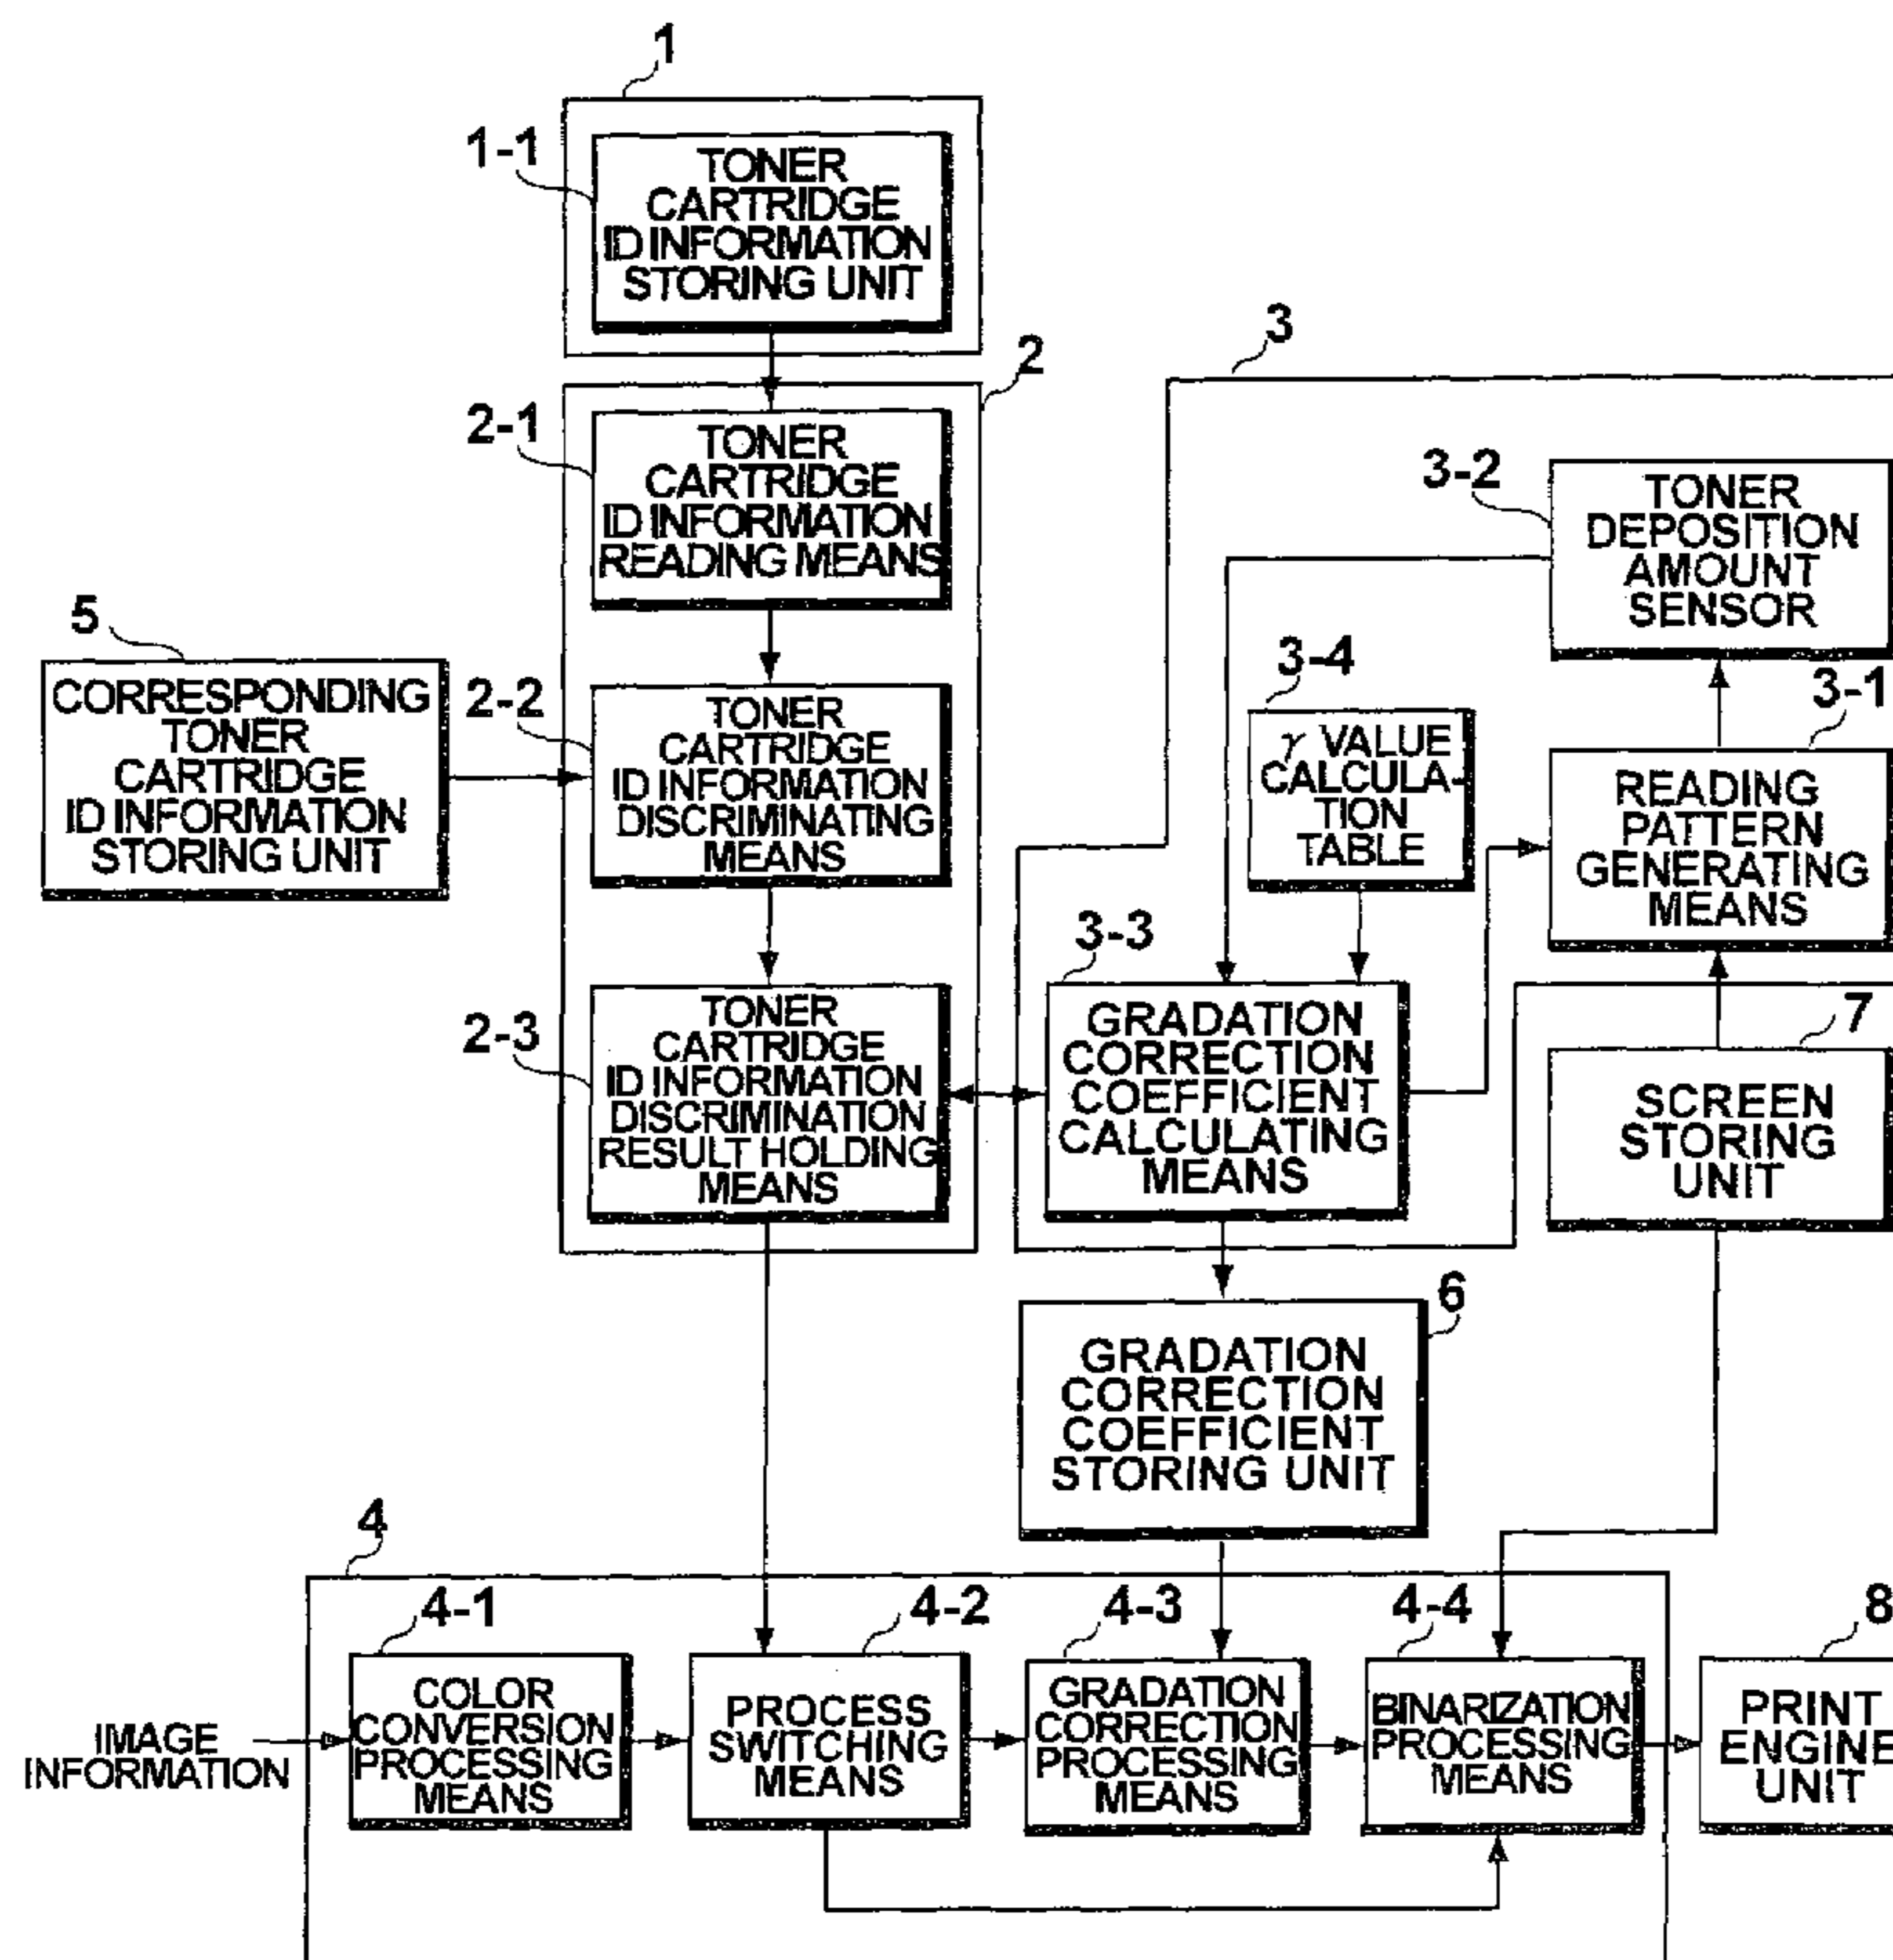 1
1-1
TONER
CARTRIDGE
ID INFORMATION
STORING UNIT
2
2-1
TONER
CARTRIDGE
ID INFORMATION
READING MEANS
5
CORRESPONDING
TONER
CARTRIDGE
ID INFORMATION
STORING UNIT
2-2
TONER
CARTRIDGE
ID INFORMATION
DISCRIMINATING
MEANS
2-3
TONER
CARTRIDGE
ID INFORMATION
DISCRIMINATION
RESULT HOLDING
MEANS
3
3-2
TONER
DEPOSITION
AMOUNT
SENSOR
3-4
γ VALUE
CALCULA-
TION
TABLE
3-1
READING
PATTERN
GENERATING
MEANS
3-3
GRADATION
CORRECTION
COEFFICIENT
CALCULATING
MEANS
7
SCREEN
STORING
UNIT
6
GRADATION
CORRECTION
COEFFICIENT
STORING UNIT
4
4-1
COLOR
CONVERSION
PROCESSING
MEANS
4-2
PROCESS
SWITCHING
MEANS
4-3
GRADATION
CORRECTION
PROCESSING
MEANS
4-4
BINARIZATION
PROCESSING
MEANS
8
PRINT
ENGINE
UNIT
IMAGE
INFORMATION